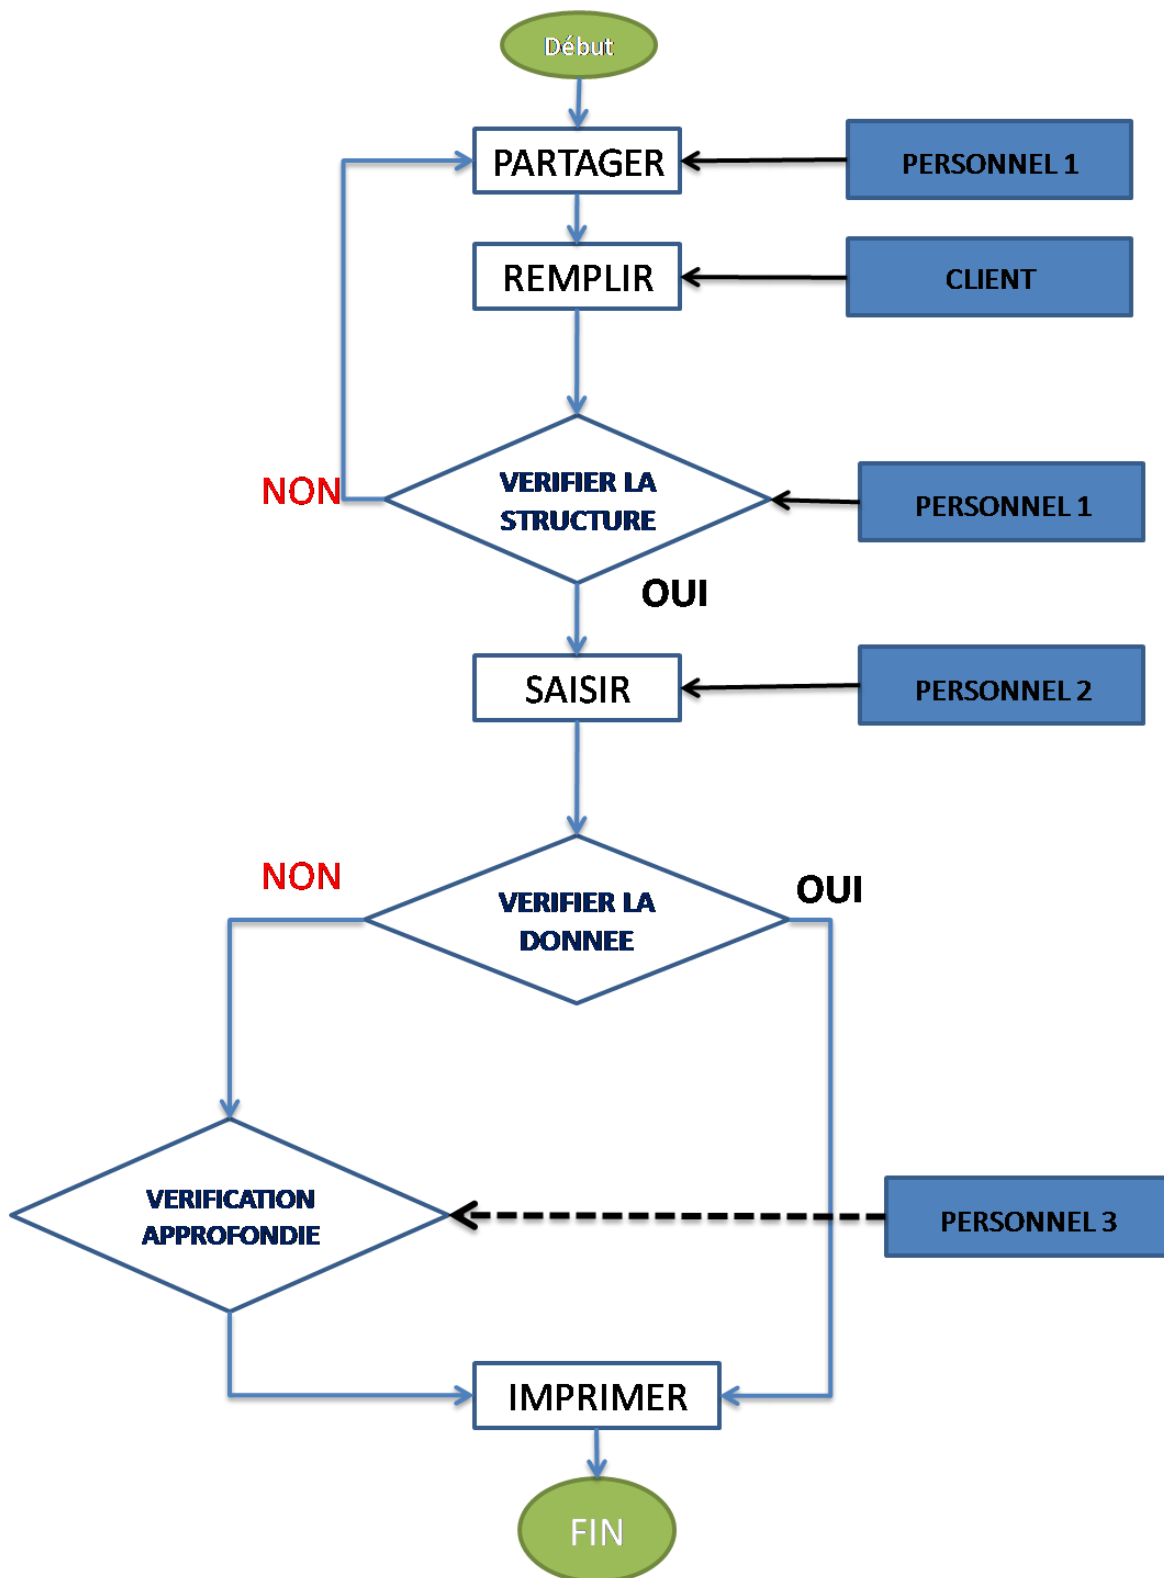 Début
PARTAGER
PERSONNEL 1
REMPLIR
CLIENT
NON
VERIFIER LA
STRUCTURE
PERSONNEL 1
OUI
SAISIR
PERSONNEL 2
NON
VERIFIER LA
DONNEE
OUI
VERIFICATION
APPROFONDIE
PERSONNEL 3
IMPRIMER
FIN